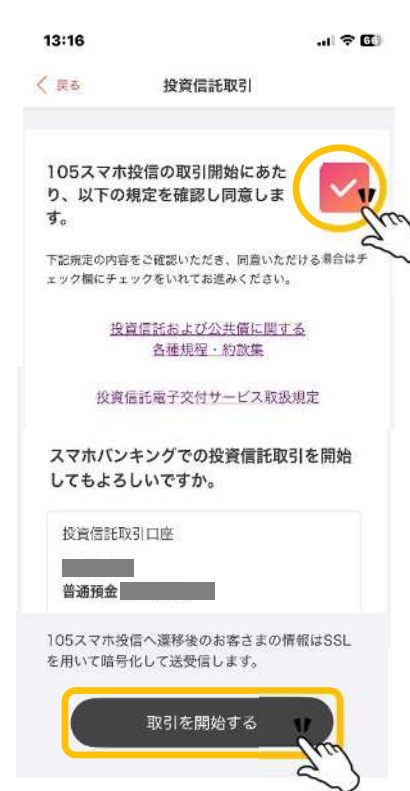 13:16
66
戻る
投資信託取引
105スマホ投信の取引開始にあた
り、以下の規定を確認し同意しま
す。
下記規定の内容をご確認いただき、同意いただける場合はチ
ェック欄にチェックをいれてお進みください。
投資信託および公共債に関する
各種規程・約款集
投資信託電子交付サービス取扱規定
スマホバンキングでの投資信託取引を開始
してもよろしいですか。
投資信託取引口座
普通預金
105スマホ投信へ遷移後のお客さまの情報はSSL
を用いて暗号化して送受信します。
取引を開始する